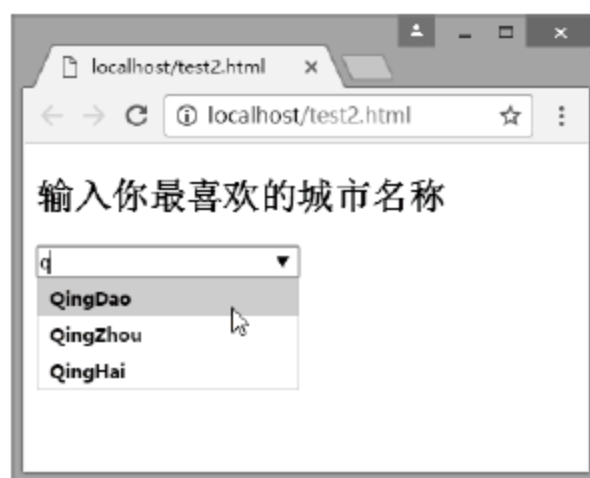 localhost/test2.html
localhost/test2.html
输入你最喜欢的城市名称
q
QingDao
QingZhou
QingHai